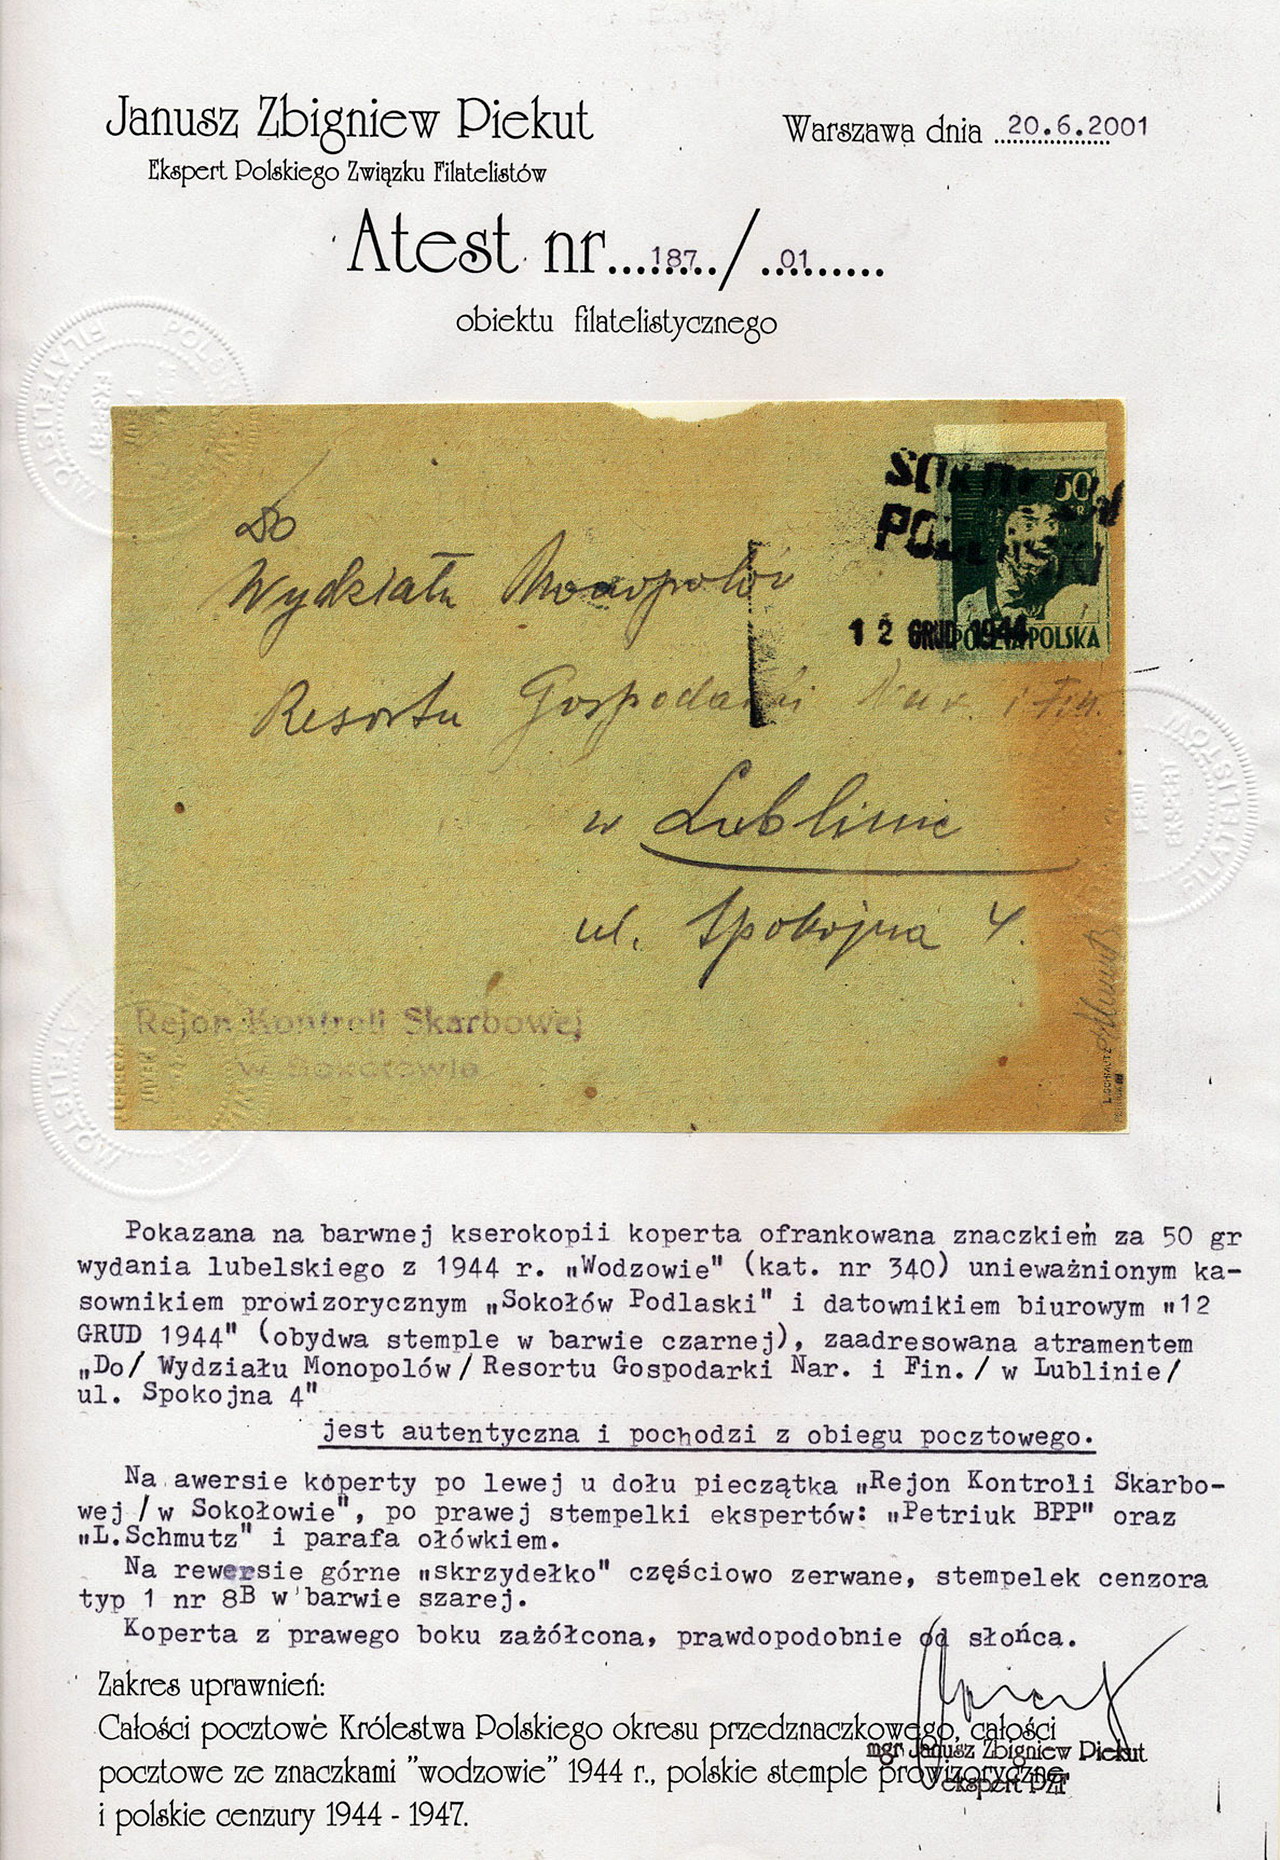 Janusz Zbigniew Piekut
Ekspert Polskiego Związku Filatelistów
Warszawa dnia 20.6.2001
Atest nr...187../..01.........
obiektu filatelistycznego
POLSKI
FILATELISTÓW
EKSPERT
50
GR
12 GRUD 1944
POCZTA POLSKA
Do
Wydziału Monopolów
Resortu Gospodarki Nar. i Fin.
w Lublinie
ul. Spokojna 4.
Rejon Kontroli Skarbowej
w Sokołowie
L.SCHMUTZ
Pokazana na barwnej kserokopii koperta ofrankowana znaczkiem za 50 gr
wydania lubelskiego z 1944 r. „Wodzowie" (kat. nr 340) unieważnionym ka-
sownikiem prowizorycznym „Sokołów Podlaski" i datownikiem biurowym „12
GRUD 1944" (obydwa stemple w barwie czarnej), zaadresowana atramentem
„Do/ Wydziału Monopolów/ Resortu Gospodarki Nar. i Fin./ w Lublinie/
ul. Spokojna 4"
jest autentyczna i pochodzi z obiegu pocztowego.
Na awersie koperty po lewej u dołu pieczątka „Rejon Kontroli Skarbo-
wej/w Sokołowie", po prawej stempelki ekspertów: „Petriuk BPP" oraz
„L.Schmutz" i parafa ołówkiem.
Na rewersie górne „skrzydełko" częściowo zerwane, stempelek cenzora
typ 1 nr 8B w barwie szarej.
Koperta z prawego boku zażółcona, prawdopodobnie od słońca.
Zakres uprawnień:
Całości pocztowe Królestwa Polskiego okresu przedznaczkowego, całości
pocztowe ze znaczkami "wodzowie" 1944 r., polskie stemple prowizoryczne
i polskie cenzury 1944 - 1947.
mgr Janusz Zbigniew Piekut
ekspert PZF